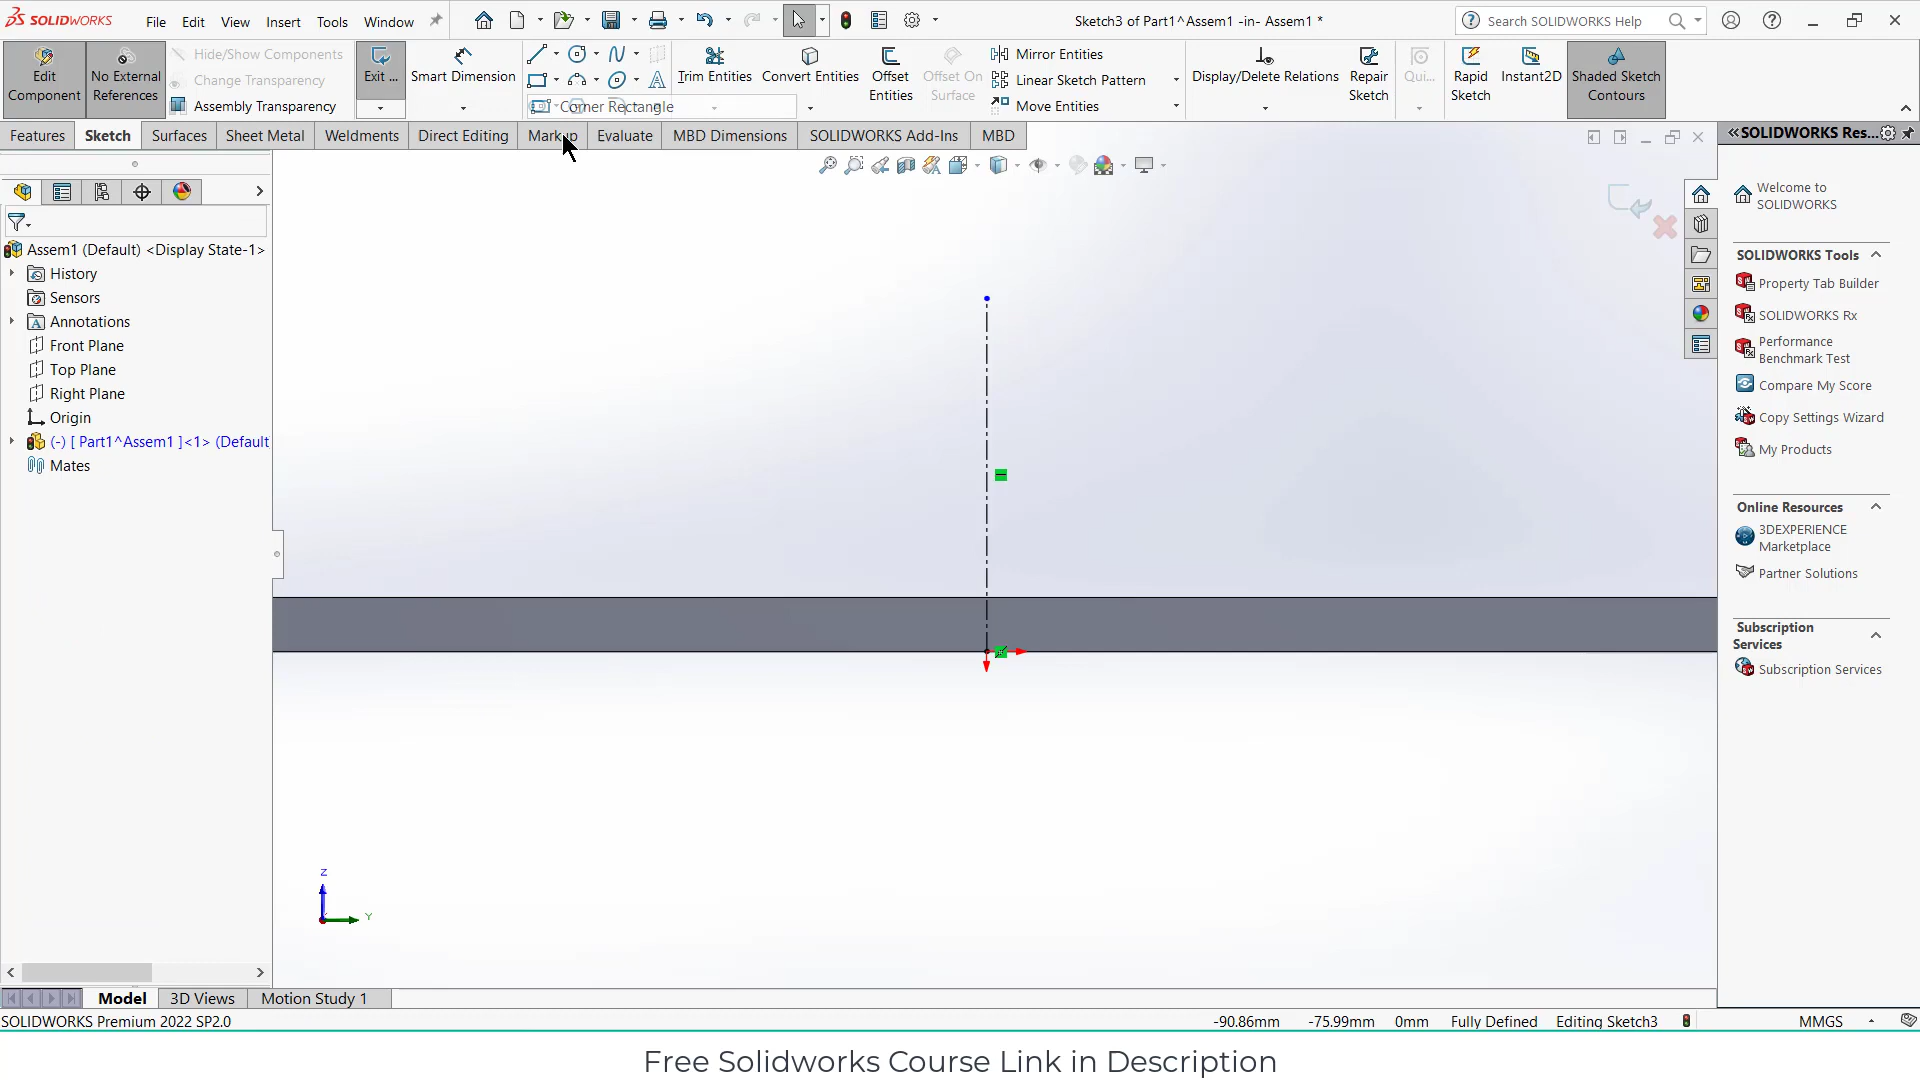 SOLIDWORKS
File Edit View Insert Tools Window
Sketch3 of Part1^Assem1 -in- Assem1 *
Search SOLIDWORKS Help
Edit Component
No External References
Hide/Show Components
Change Transparency
Assembly Transparency
Exit ...
Smart Dimension
Corner Rectangle
Trim Entities
Convert Entities
Offset Entities
Offset On Surface
Mirror Entities
Linear Sketch Pattern
Move Entities
Display/Delete Relations
Repair Sketch
Qui...
Rapid Sketch
Instant2D
Shaded Sketch Contours
Features Sketch Surfaces Sheet Metal Weldments Direct Editing Markup Evaluate MBD Dimensions SOLIDWORKS Add-Ins MBD
Assem1 (Default) <Display State-1>
History
Sensors
Annotations
Front Plane
Top Plane
Right Plane
Origin
(-) [ Part1^Assem1 ]<1> (Default
Mates
Z
Y
SOLIDWORKS Res...
Welcome to
SOLIDWORKS
SOLIDWORKS Tools
Property Tab Builder
SOLIDWORKS Rx
Performance
Benchmark Test
Compare My Score
Copy Settings Wizard
My Products
Online Resources
3DEXPERIENCE
Marketplace
Partner Solutions
Subscription
Services
Subscription Services
Model 3D Views Motion Study 1
SOLIDWORKS Premium 2022 SP2.0
-90.86mm -75.99mm 0mm Fully Defined Editing Sketch3 MMGS
Free Solidworks Course Link in Description